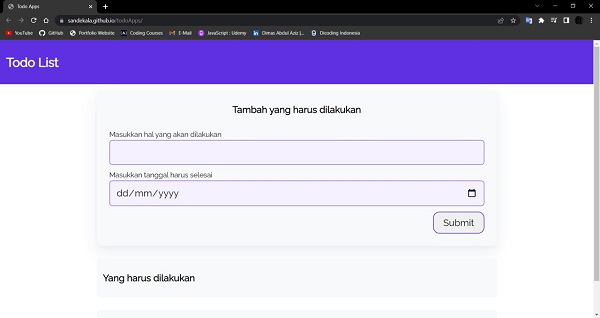 Todo Apps
sandekala.github.io/todoApps/
YouTube GitHub Portfolio Website Coding Courses E-Mail JavaScript : Udemy Dimas Abdul Aziz |... Dicoding Indonesia
Todo List
Tambah yang harus dilakukan
Masukkan hal yang akan dilakukan
Masukkan tanggal harus selesai
dd/mm/yyyy
Submit
Yang harus dilakukan